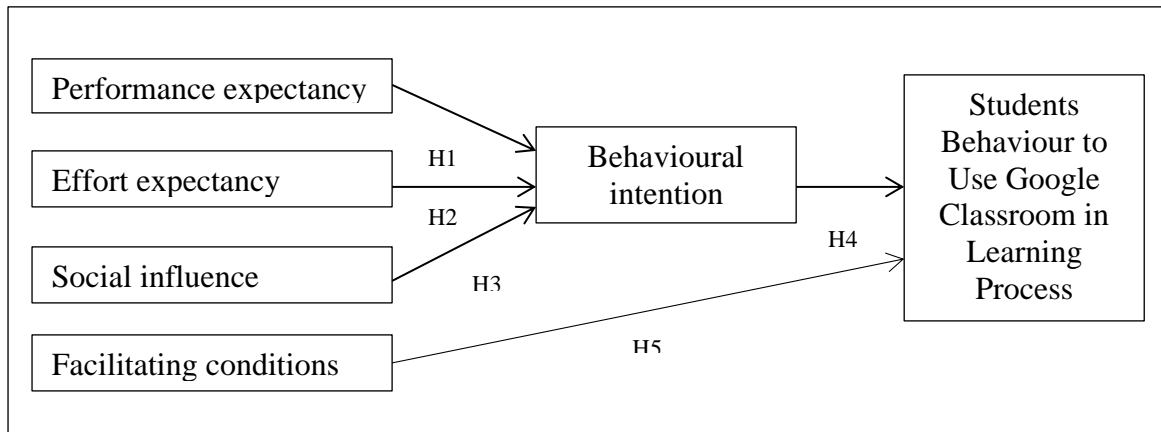 Performance expectancy
H1
Effort expectancy
H2
Social influence
H3
Facilitating conditions
Behavioural
intention
H4
H5
Students
Behaviour to
Use Google
Classroom in
Learning
Process